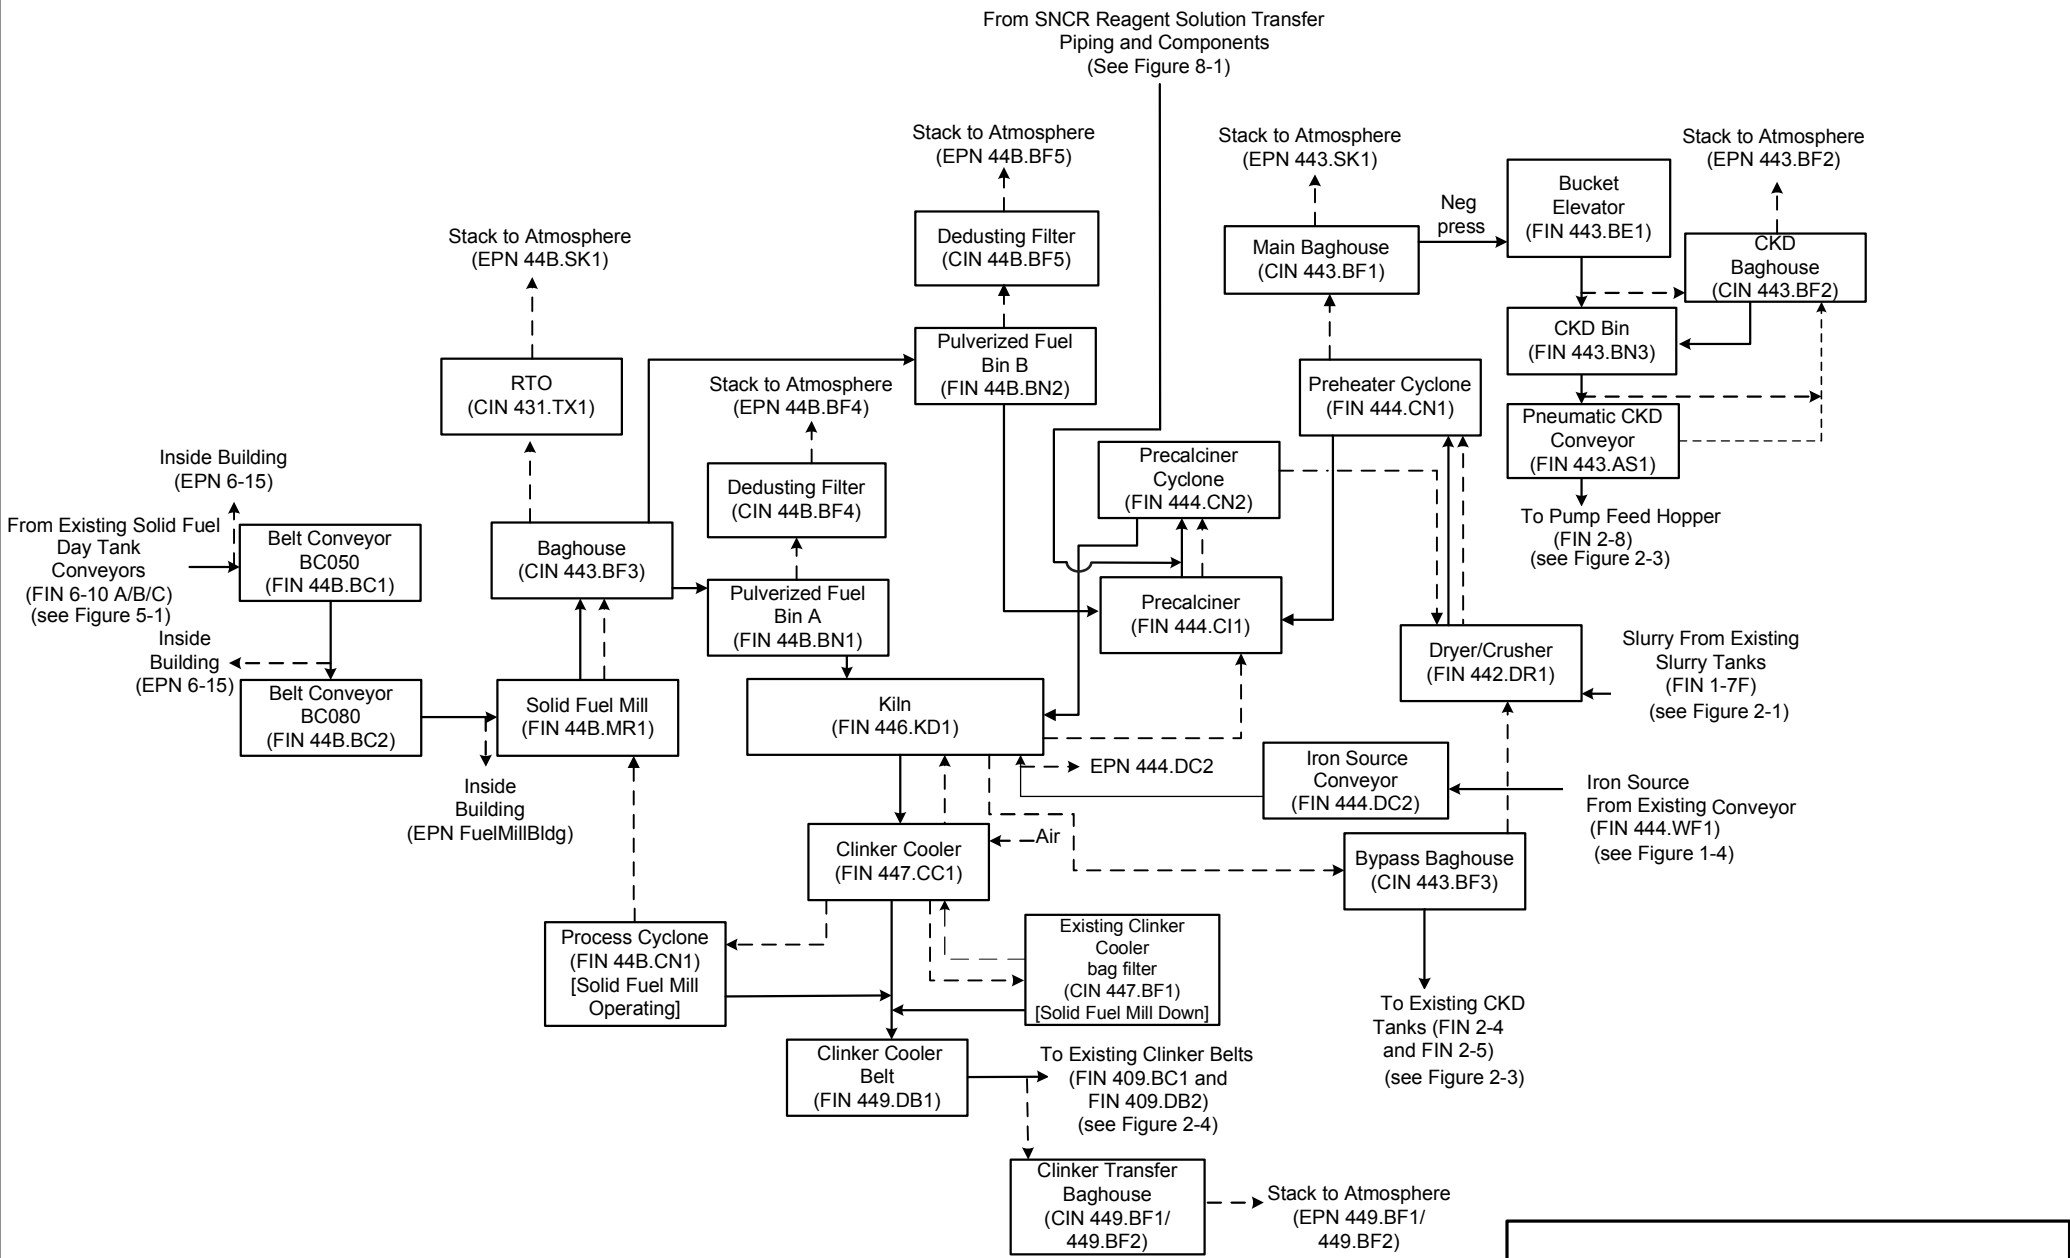 From SNCR Reagent Solution Transfer
Piping and Components
(See Figure 8-1)
Stack to Atmosphere
(EPN 44B.BF5)
Stack to Atmosphere
(EPN 443.SK1)
Stack to Atmosphere
(EPN 443.BF2)
Bucket
Elevator
(FIN 443.BE1)
Neg
press
Dedusting Filter
(CIN 44B.BF5)
Main Baghouse
(CIN 443.BF1)
CKD
Baghouse
(CIN 443.BF2)
Stack to Atmosphere
(EPN 44B.SK1)
CKD Bin
(FIN 443.BN3)
Pulverized Fuel
Bin B
(FIN 44B.BN2)
RTO
(CIN 431.TX1)
Stack to Atmosphere
(EPN 44B.BF4)
Preheater Cyclone
(FIN 444.CN1)
Pneumatic CKD
Conveyor
(FIN 443.AS1)
Precalciner
Cyclone
(FIN 444.CN2)
Inside Building
(EPN 6-15)
Dedusting Filter
(CIN 44B.BF4)
To Pump Feed Hopper
(FIN 2-8)
(see Figure 2-3)
From Existing Solid Fuel
Day Tank
Conveyors
(FIN 6-10 A/B/C)
(see Figure 5-1)
Belt Conveyor
BC050
(FIN 44B.BC1)
Baghouse
(CIN 443.BF3)
Pulverized Fuel
Bin A
(FIN 44B.BN1)
Precalciner
(FIN 444.CI1)
Inside
Building
(EPN 6-15)
Dryer/Crusher
(FIN 442.DR1)
Slurry From Existing
Slurry Tanks
(FIN 1-7F)
(see Figure 2-1)
Belt Conveyor
BC080
(FIN 44B.BC2)
Solid Fuel Mill
(FIN 44B.MR1)
Kiln
(FIN 446.KD1)
Inside
Building
(EPN FuelMillBldg)
EPN 444.DC2
Iron Source
Conveyor
(FIN 444.DC2)
Iron Source
From Existing Conveyor
(FIN 444.WF1)
(see Figure 1-4)
Clinker Cooler
(FIN 447.CC1)
Air
Bypass Baghouse
(CIN 443.BF3)
Process Cyclone
(FIN 44B.CN1)
[Solid Fuel Mill
Operating]
Existing Clinker
Cooler
bag filter
(CIN 447.BF1)
[Solid Fuel Mill Down]
To Existing CKD
Tanks (FIN 2-4
and FIN 2-5)
(see Figure 2-3)
Clinker Cooler
Belt
(FIN 449.DB1)
To Existing Clinker Belts
(FIN 409.BC1 and
FIN 409.DB2)
(see Figure 2-4)
Clinker Transfer
Baghouse
(CIN 449.BF1/
449.BF2)
Stack to Atmosphere
(EPN 449.BF1/
449.BF2)